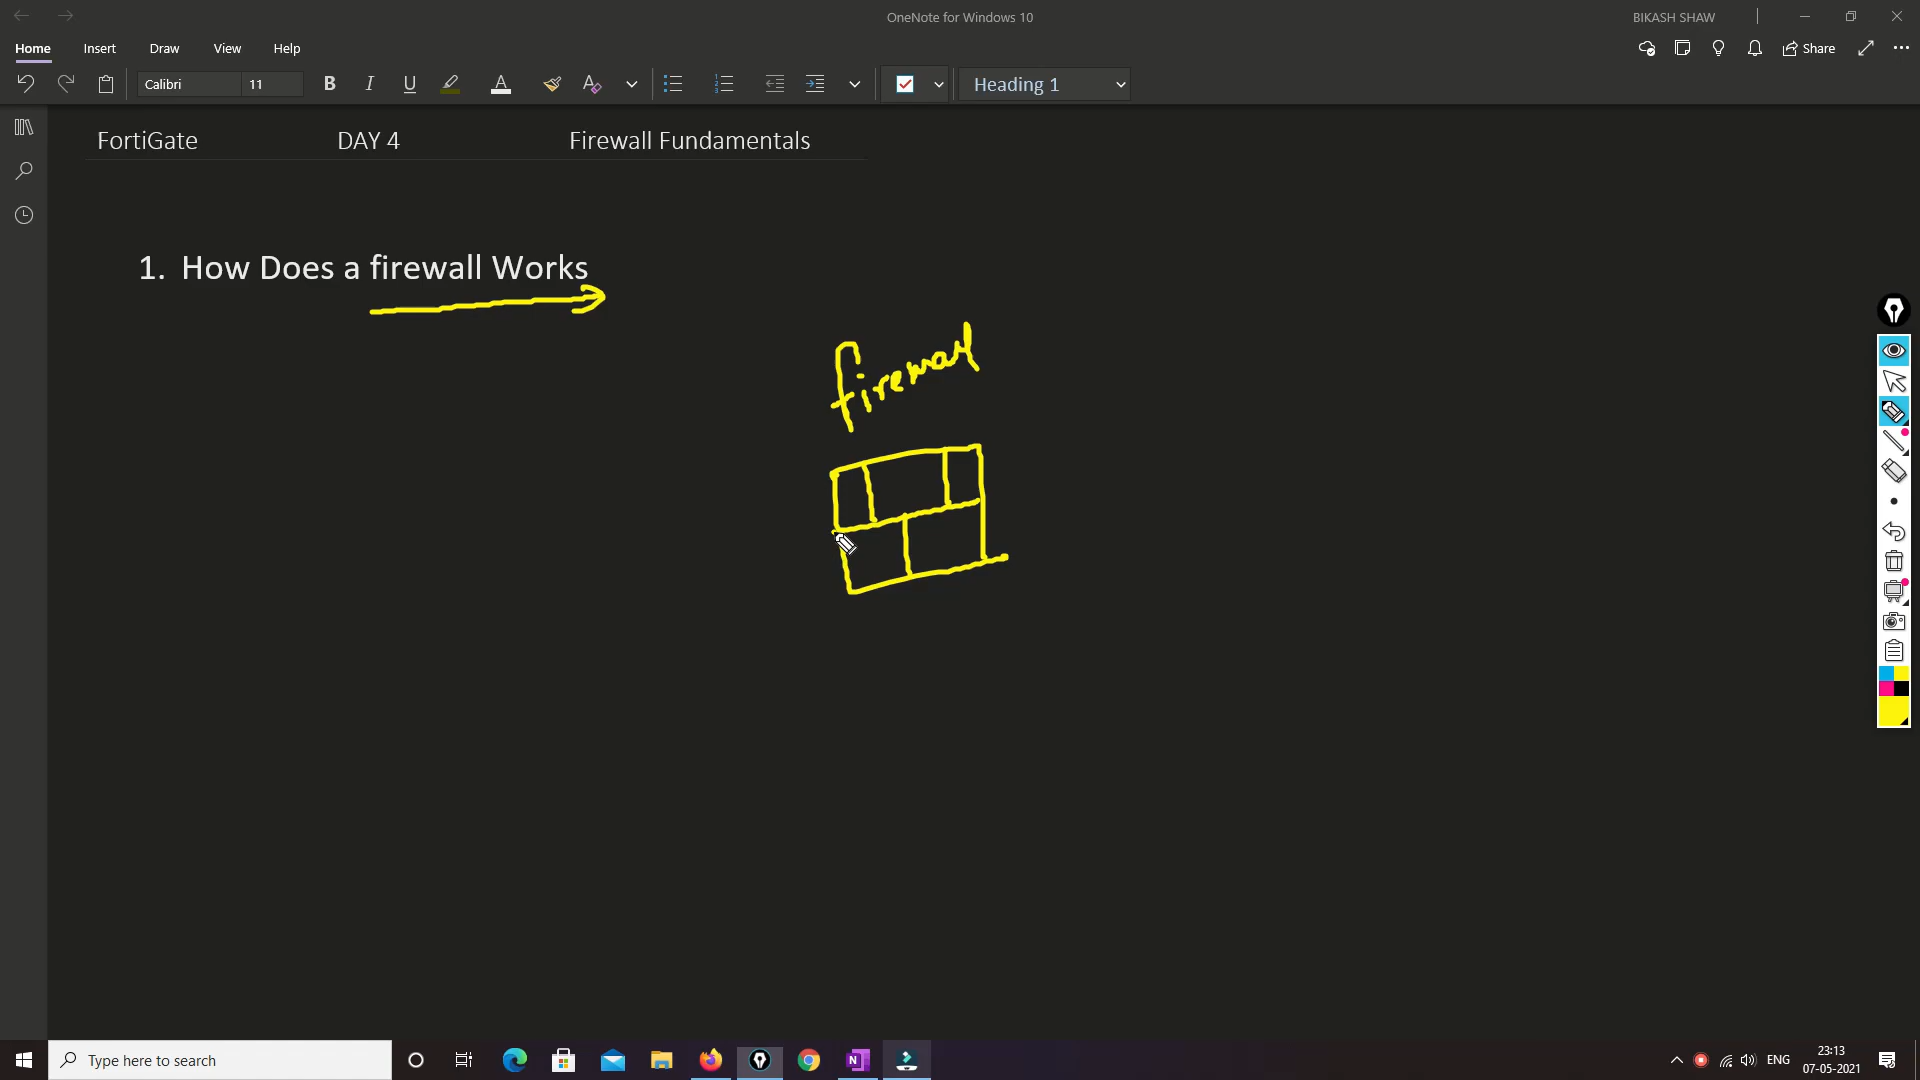 OneNote for Windows 10
BIKASH SHAW
Home Insert Draw View Help
Share
Calibri 11 B I U A A Heading 1
FortiGate DAY 4 Firewall Fundamentals
1. How Does a firewall Works
firewall
Type here to search
ENG
23:13
07-05-2021